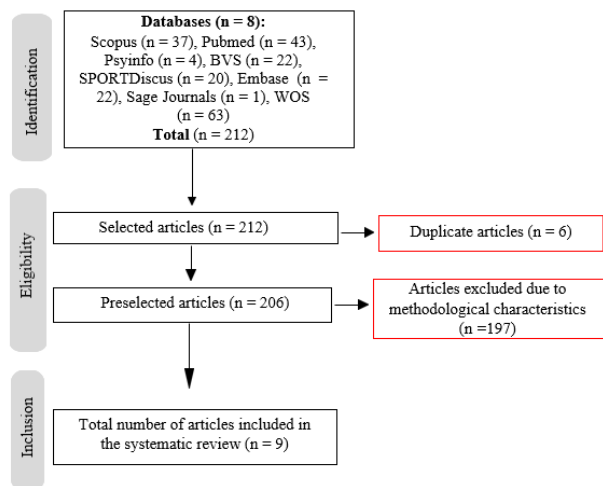 Identification
Databases (n = 8):
Scopus (n = 37), Pubmed (n = 43),
Psyinfo (n = 4), BVS (n = 22),
SPORTDiscus (n = 20), Embase (n =
22), Sage Journals (n = 1), WOS
(n = 63)
Total (n = 212)
Eligibility
Selected articles (n = 212)
Duplicate articles (n = 6)
Preselected articles (n = 206)
Articles excluded due to
methodological characteristics
(n =197)
Inclusion
Total number of articles included in
the systematic review (n = 9)